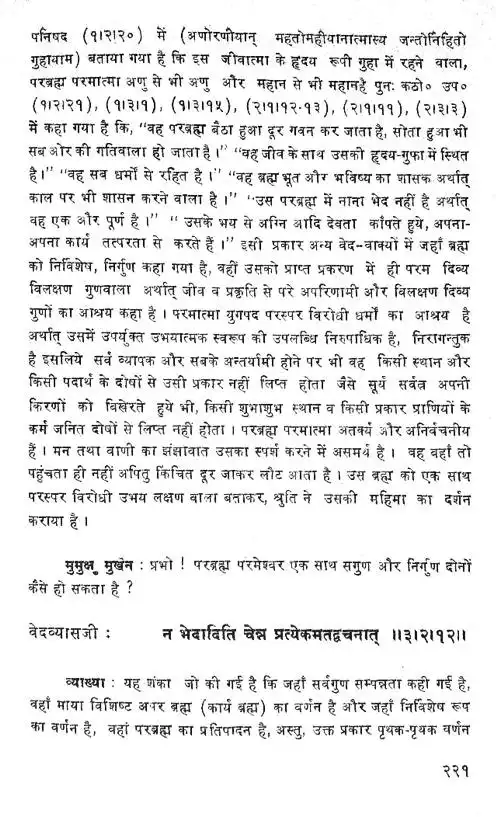 पनिषद (१।२।२०) में (अणोरणीयान् महतोमहीयानात्मास्य जन्तोर्निहितो
गुहायाम) बताया गया है कि इस जीवात्मा के हृदय रूपी गुहा में रहने वाला,
परब्रह्म परमात्मा अणु से भी अणु और महान से भी महानहै पुनः कठो० उप०
(१।२।२१), (१।३।१), (१।३।१५), (२।१।१२-१३), (२।१।११), (२।३।३)
में कहा गया है कि, "वह परब्रह्म बैठा हुआ दूर गवन कर जाता है, सोता हुआ भी
सब ओर की गतिवाला हो जाता है।" "वह जीव के साथ उसकी हृदय-गुफा में स्थित
है।" "वह सब धर्मों से रहित है।" "वह ब्रह्म भूत और भविष्य का शासक अर्थात्
काल पर भी शासन करने वाला है।" "उस परब्रह्म में नाना भेद नहीं है अर्थात्
वह एक और पूर्ण है।" " उसके भय से अग्नि आदि देवता काँपते हुये, अपना-
अपना कार्य तत्परता से करते हैं।" इसी प्रकार अन्य वेद-वाक्यों में जहाँ ब्रह्म
को निर्विशेष, निर्गुण कहा गया है, वहीं उसको प्राप्त प्रकरण में ही परम दिव्य
विलक्षण गुणवाला अर्थात् जीव व प्रकृति से परे अपरिणामी और विलक्षण दिव्य
गुणों का आश्रय कहा है। परमात्मा युगपद परस्पर विरोधी धर्मों का आश्रय है
अर्थात् उसमें उपर्युक्त उभयात्मक स्वरूप की उपलब्धि निरुपाधिक है, निरागन्तुक
है इसलिये सर्व व्यापक और सबके अन्तर्यामी होने पर भी वह किसी स्थान और
किसी पदार्थ के दोषों से उसी प्रकार नहीं लिप्त होता जैसे सूर्य सर्वत्र अपनी
किरणों को विखेरते हुये भी, किसी शुभाशुभ स्थान व किसी प्रकार प्राणियों के
कर्म जनित दोषों से लिप्त नहीं होता। परब्रह्म परमात्मा अतर्क्य और अनिर्वचनीय
हैं। मन तथा वाणी का झंझावात उसका स्पर्श करने में असमर्थ है। वह वहाँ तो
पहुंचता ही नहीं अपितु किंचित दूर जाकर लौट आता है। उस ब्रह्म को एक साथ
परस्पर विरोधी उभय लक्षण वाला बताकर, श्रुति ने उसकी महिमा का दर्शन
कराया है।
मुमुक्षु मुखेन : प्रभो ! परब्रह्म परमेश्वर एक साथ सगुण और निर्गुण दोनों
कैसे हो सकता है ?
वेदव्यासजी : न भेदादिति चेन्न प्रत्येकमतद्वचनात् ॥३।२।१२॥
व्याख्या : यह शंका जो की गई है कि जहाँ सर्वगुण सम्पन्नता कही गई है,
वहाँ माया विशिष्ट अपर ब्रह्म (कार्य ब्रह्म) का वर्णन है और जहाँ निर्विशेष रूप
का वर्णन है, वहाँ परब्रह्म का प्रतिपादन है, अस्तु, उक्त प्रकार पृथक-पृथक वर्णन
२२१